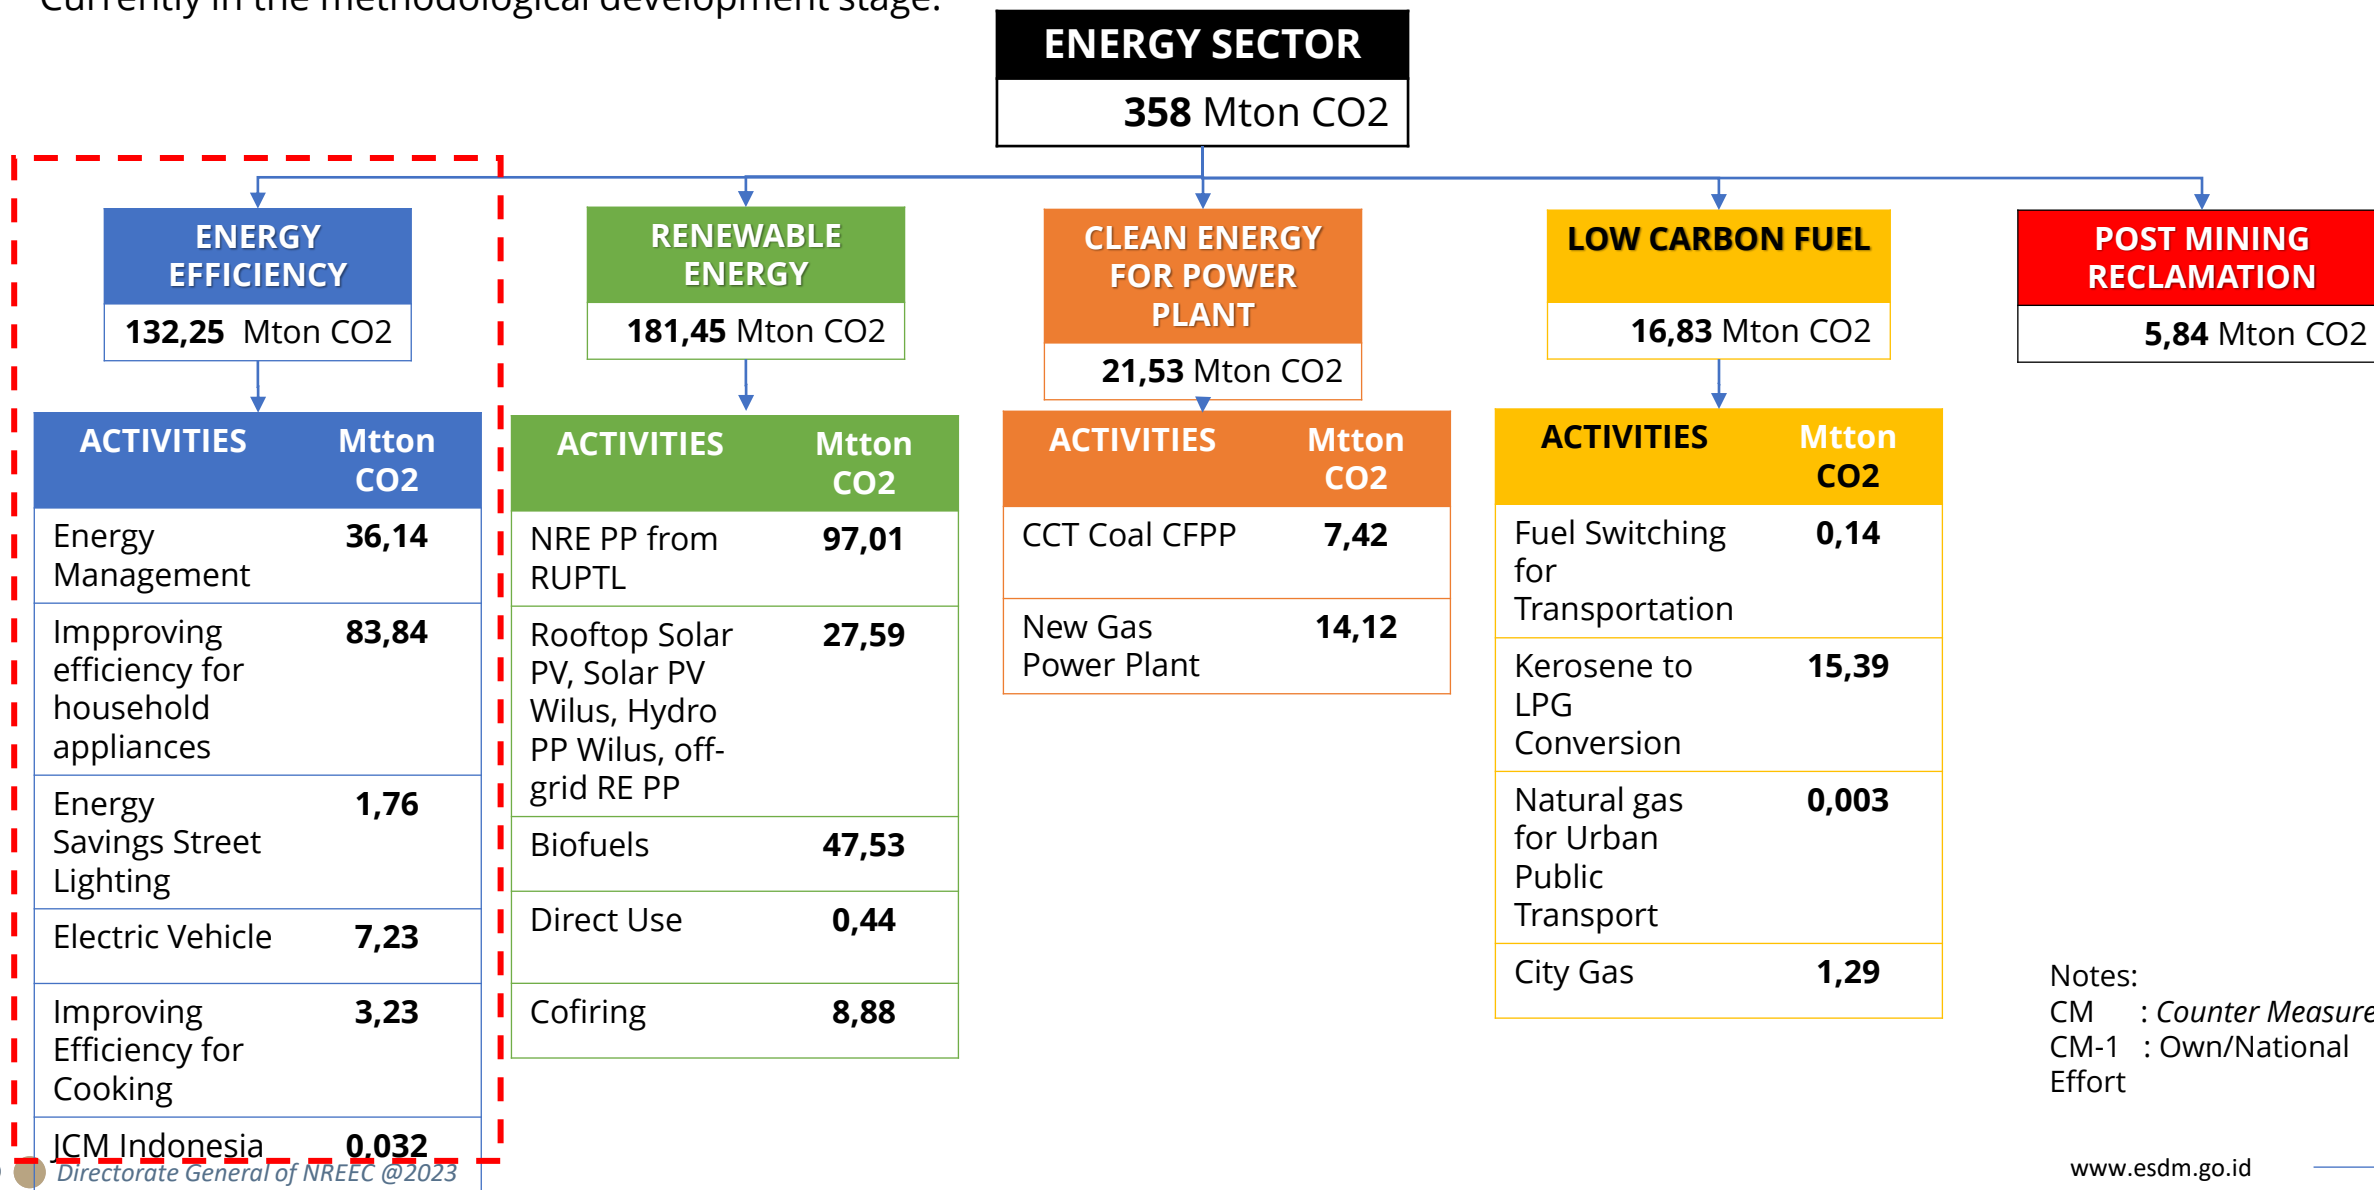 Currently in the methodological development stage.
ENERGY SECTOR
358 Mton CO2
ENERGY
EFFICIENCY
132,25 Mton CO2
ACTIVITIES Mtton
CO2
Energy
Management 36,14
Impproving
efficiency for
household
appliances 83,84
Energy
Savings Street
Lighting 1,76
Electric Vehicle 7,23
Improving
Efficiency for
Cooking 3,23
JCM Indonesia 0,032
RENEWABLE
ENERGY
181,45 Mton CO2
ACTIVITIES Mtton
CO2
NRE PP from
RUPTL 97,01
Rooftop Solar
PV, Solar PV
Wilus, Hydro
PP Wilus, off-
grid RE PP 27,59
Biofuels 47,53
Direct Use 0,44
Cofiring 8,88
CLEAN ENERGY
FOR POWER
PLANT
21,53 Mton CO2
ACTIVITIES Mtton
CO2
CCT Coal CFPP 7,42
New Gas
Power Plant 14,12
LOW CARBON FUEL
16,83 Mton CO2
ACTIVITIES Mtton
CO2
Fuel Switching
for
Transportation 0,14
Kerosene to
LPG
Conversion 15,39
Natural gas
for Urban
Public
Transport 0,003
City Gas 1,29
POST MINING
RECLAMATION
5,84 Mton CO2
Notes:
CM : Counter Measure
CM-1 : Own/National
Effort
Directorate General of NREEC @2023
www.esdm.go.id